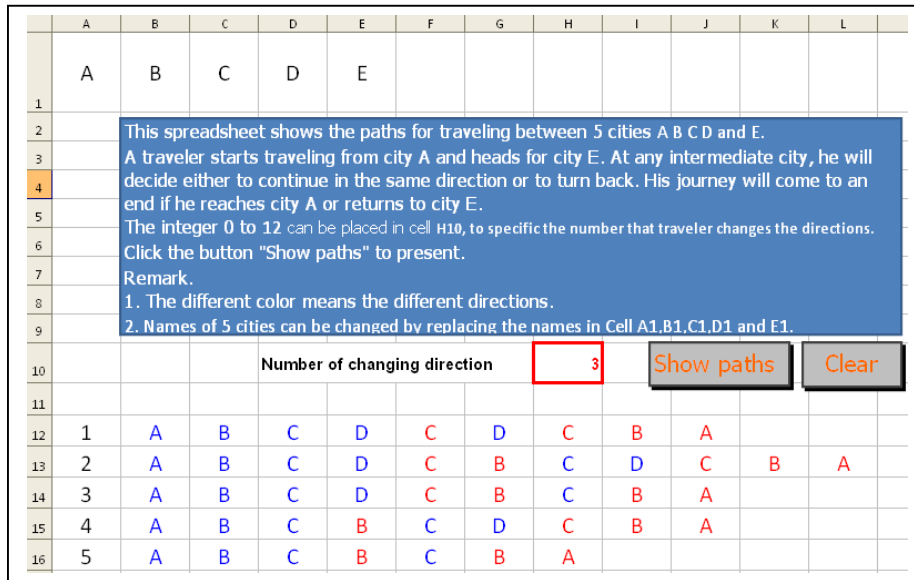 A B C D E F G H I J K L
1 A B C D E
2 This spreadsheet shows the paths for traveling between 5 cities A B C D and E.
3 A traveler starts traveling from city A and heads for city E. At any intermediate city, he will
4 decide either to continue in the same direction or to turn back. His journey will come to an
5 end if he reaches city A or returns to city E.
6 The integer 0 to 12 can be placed in cell H10, to specific the number that traveler changes the directions.
Click the button "Show paths" to present.
7 Remark.
8 1. The different color means the different directions.
9 2. Names of 5 cities can be changed by replacing the names in Cell A1,B1,C1,D1 and E1.
10 Number of changing direction 3 Show paths Clear
11
12 1 A B C D C D C B A
13 2 A B C D C B C D C B A
14 3 A B C D C B C B A
15 4 A B C B C D C B A
16 5 A B C B C B A